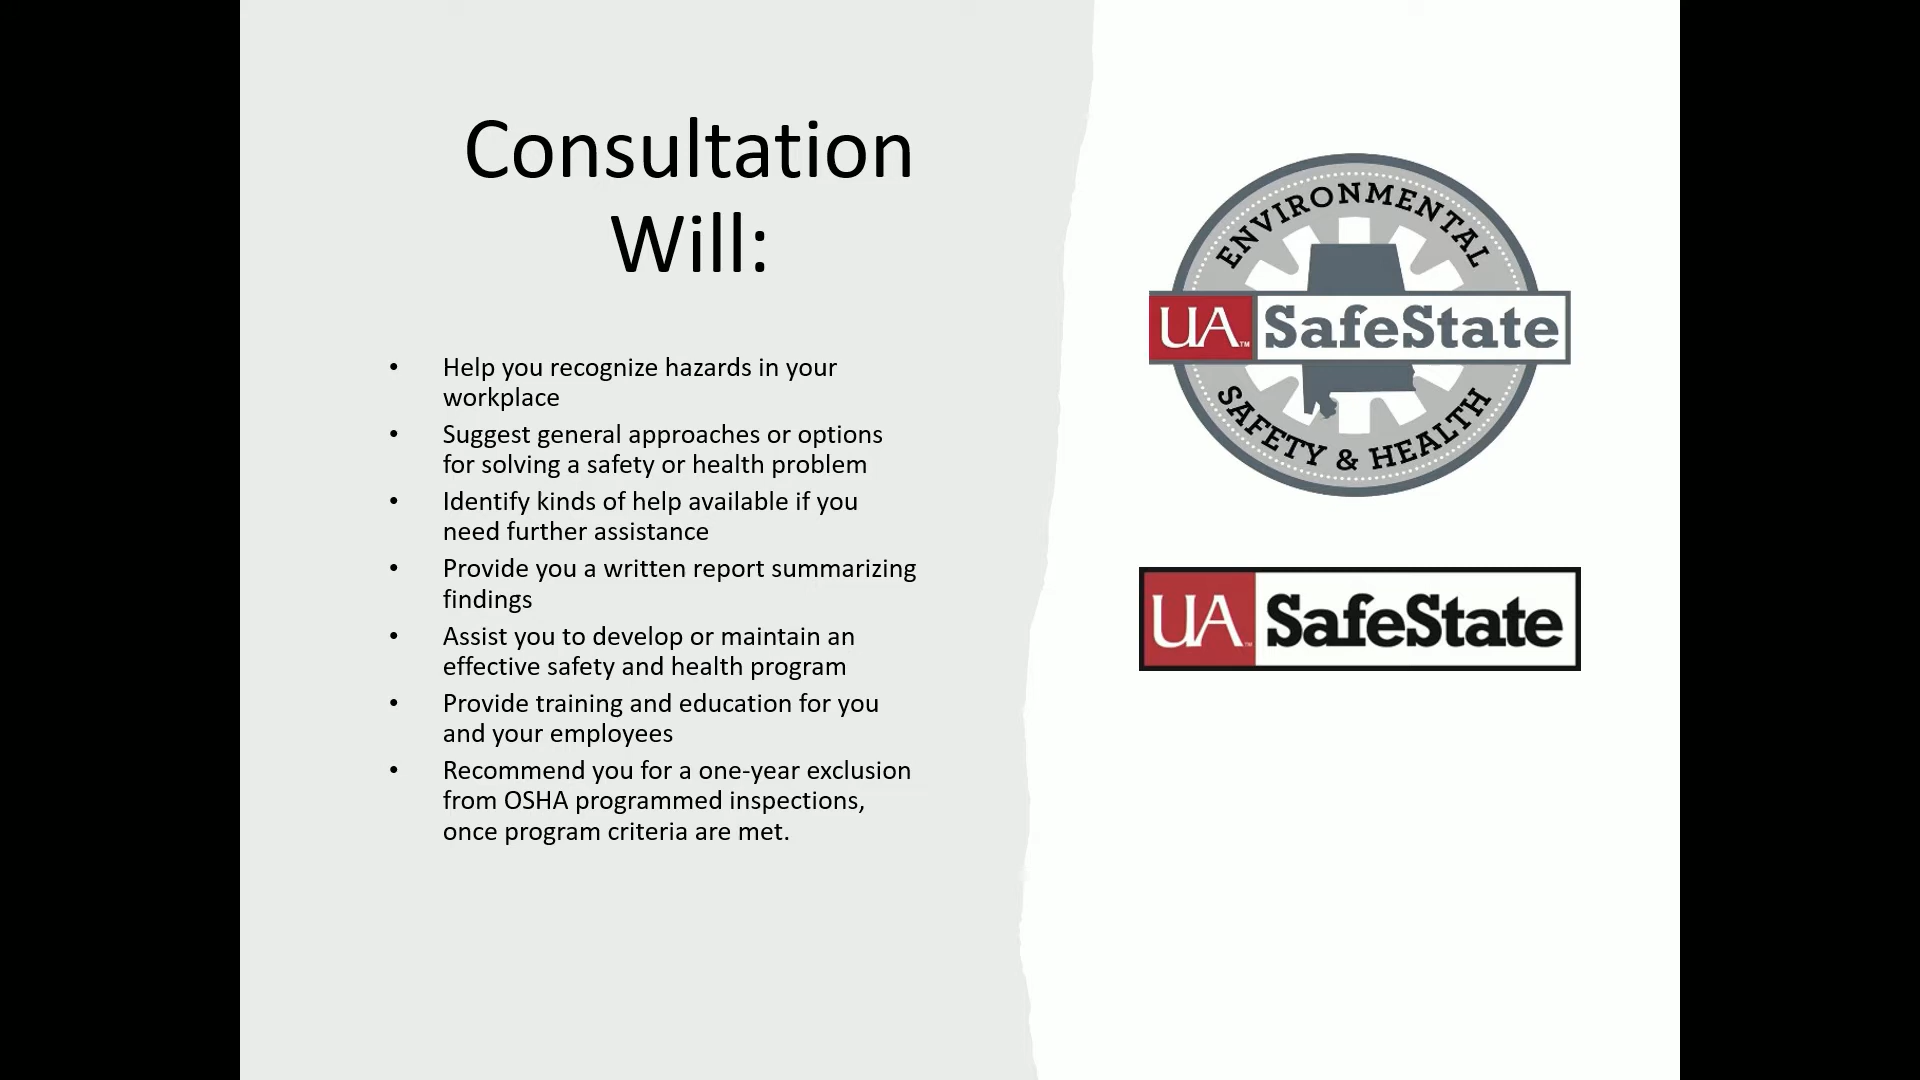 Consultation
Will:
• Help you recognize hazards in your
workplace
• Suggest general approaches or options
for solving a safety or health problem
• Identify kinds of help available if you
need further assistance
• Provide you a written report summarizing
findings
• Assist you to develop or maintain an
effective safety and health program
• Provide training and education for you
and your employees
• Recommend you for a one-year exclusion
from OSHA programmed inspections,
once program criteria are met.
ENVIRONMENTAL
UA™ SafeState
SAFETY & HEALTH
UA™ SafeState